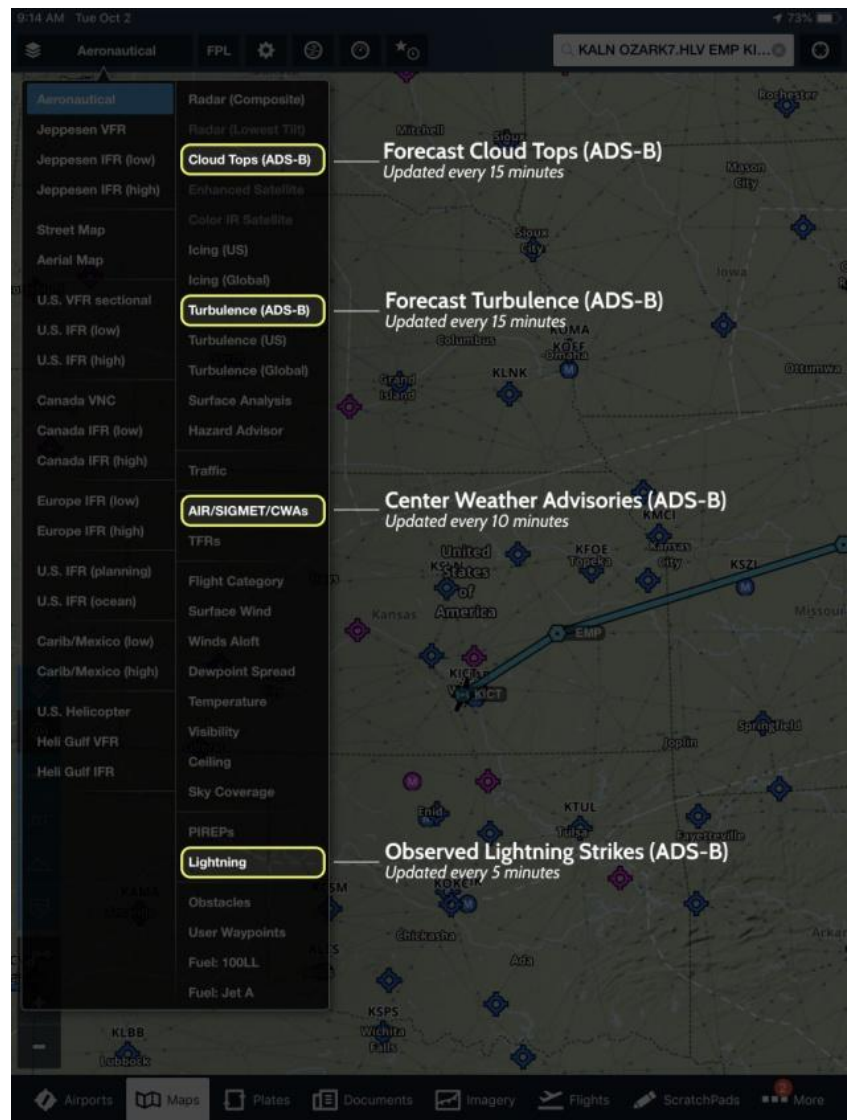 9:14 AM Tue Oct 2
73%
Aeronautical
FPL
KALN OZARK7.HLV EMP KI...
Aeronautical
Jeppesen VFR
Jeppesen IFR (low)
Jeppesen IFR (high)
Street Map
Aerial Map
U.S. VFR sectional
U.S. IFR (low)
U.S. IFR (high)
Canada VNC
Canada IFR (low)
Canada IFR (high)
Europe IFR (low)
Europe IFR (high)
U.S. IFR (planning)
U.S. IFR (ocean)
Carib/Mexico (low)
Carib/Mexico (high)
U.S. Helicopter
Heli Gulf VFR
Heli Gulf IFR
Radar (Composite)
Radar (Lowest Tilt)
Cloud Tops (ADS-B)
Enhanced Satellite
Color IR Satellite
Icing (US)
Icing (Global)
Turbulence (ADS-B)
Turbulence (US)
Turbulence (Global)
Surface Analysis
Hazard Advisor
Traffic
AIR/SIGMET/CWAs
TFRs
Flight Category
Surface Wind
Winds Aloft
Dewpoint Spread
Temperature
Visibility
Ceiling
Sky Coverage
PIREPs
Lightning
Obstacles
User Waypoints
Fuel: 100LL
Fuel: Jet A
Forecast Cloud Tops (ADS-B)
Updated every 15 minutes
Forecast Turbulence (ADS-B)
Updated every 15 minutes
Center Weather Advisories (ADS-B)
Updated every 10 minutes
Observed Lightning Strikes (ADS-B)
Updated every 5 minutes
Rochester
Mitchell
Sioux
Mason
City
Sioux
City
Iowa
Columbus
KOMA
KOFF
Omaha
M
Ottumwa
Grand
Island
KLNK
KMCI
Kansas
City
United
States
of
America
KSLN
KFOE
Topeka
KSZL
M
Kansas
Missour
EMP
KICT
KICT
Springfield
Joplin
M
Enid
KTUL
Tulsa
Fayetteville
KOKC
M
Chickasha
Ada
Arkan
KAMA
KSPS
Wichita
Falls
KLBB
Lubbock
Airports
Maps
Plates
Documents
Imagery
Flights
ScratchPads
2
More